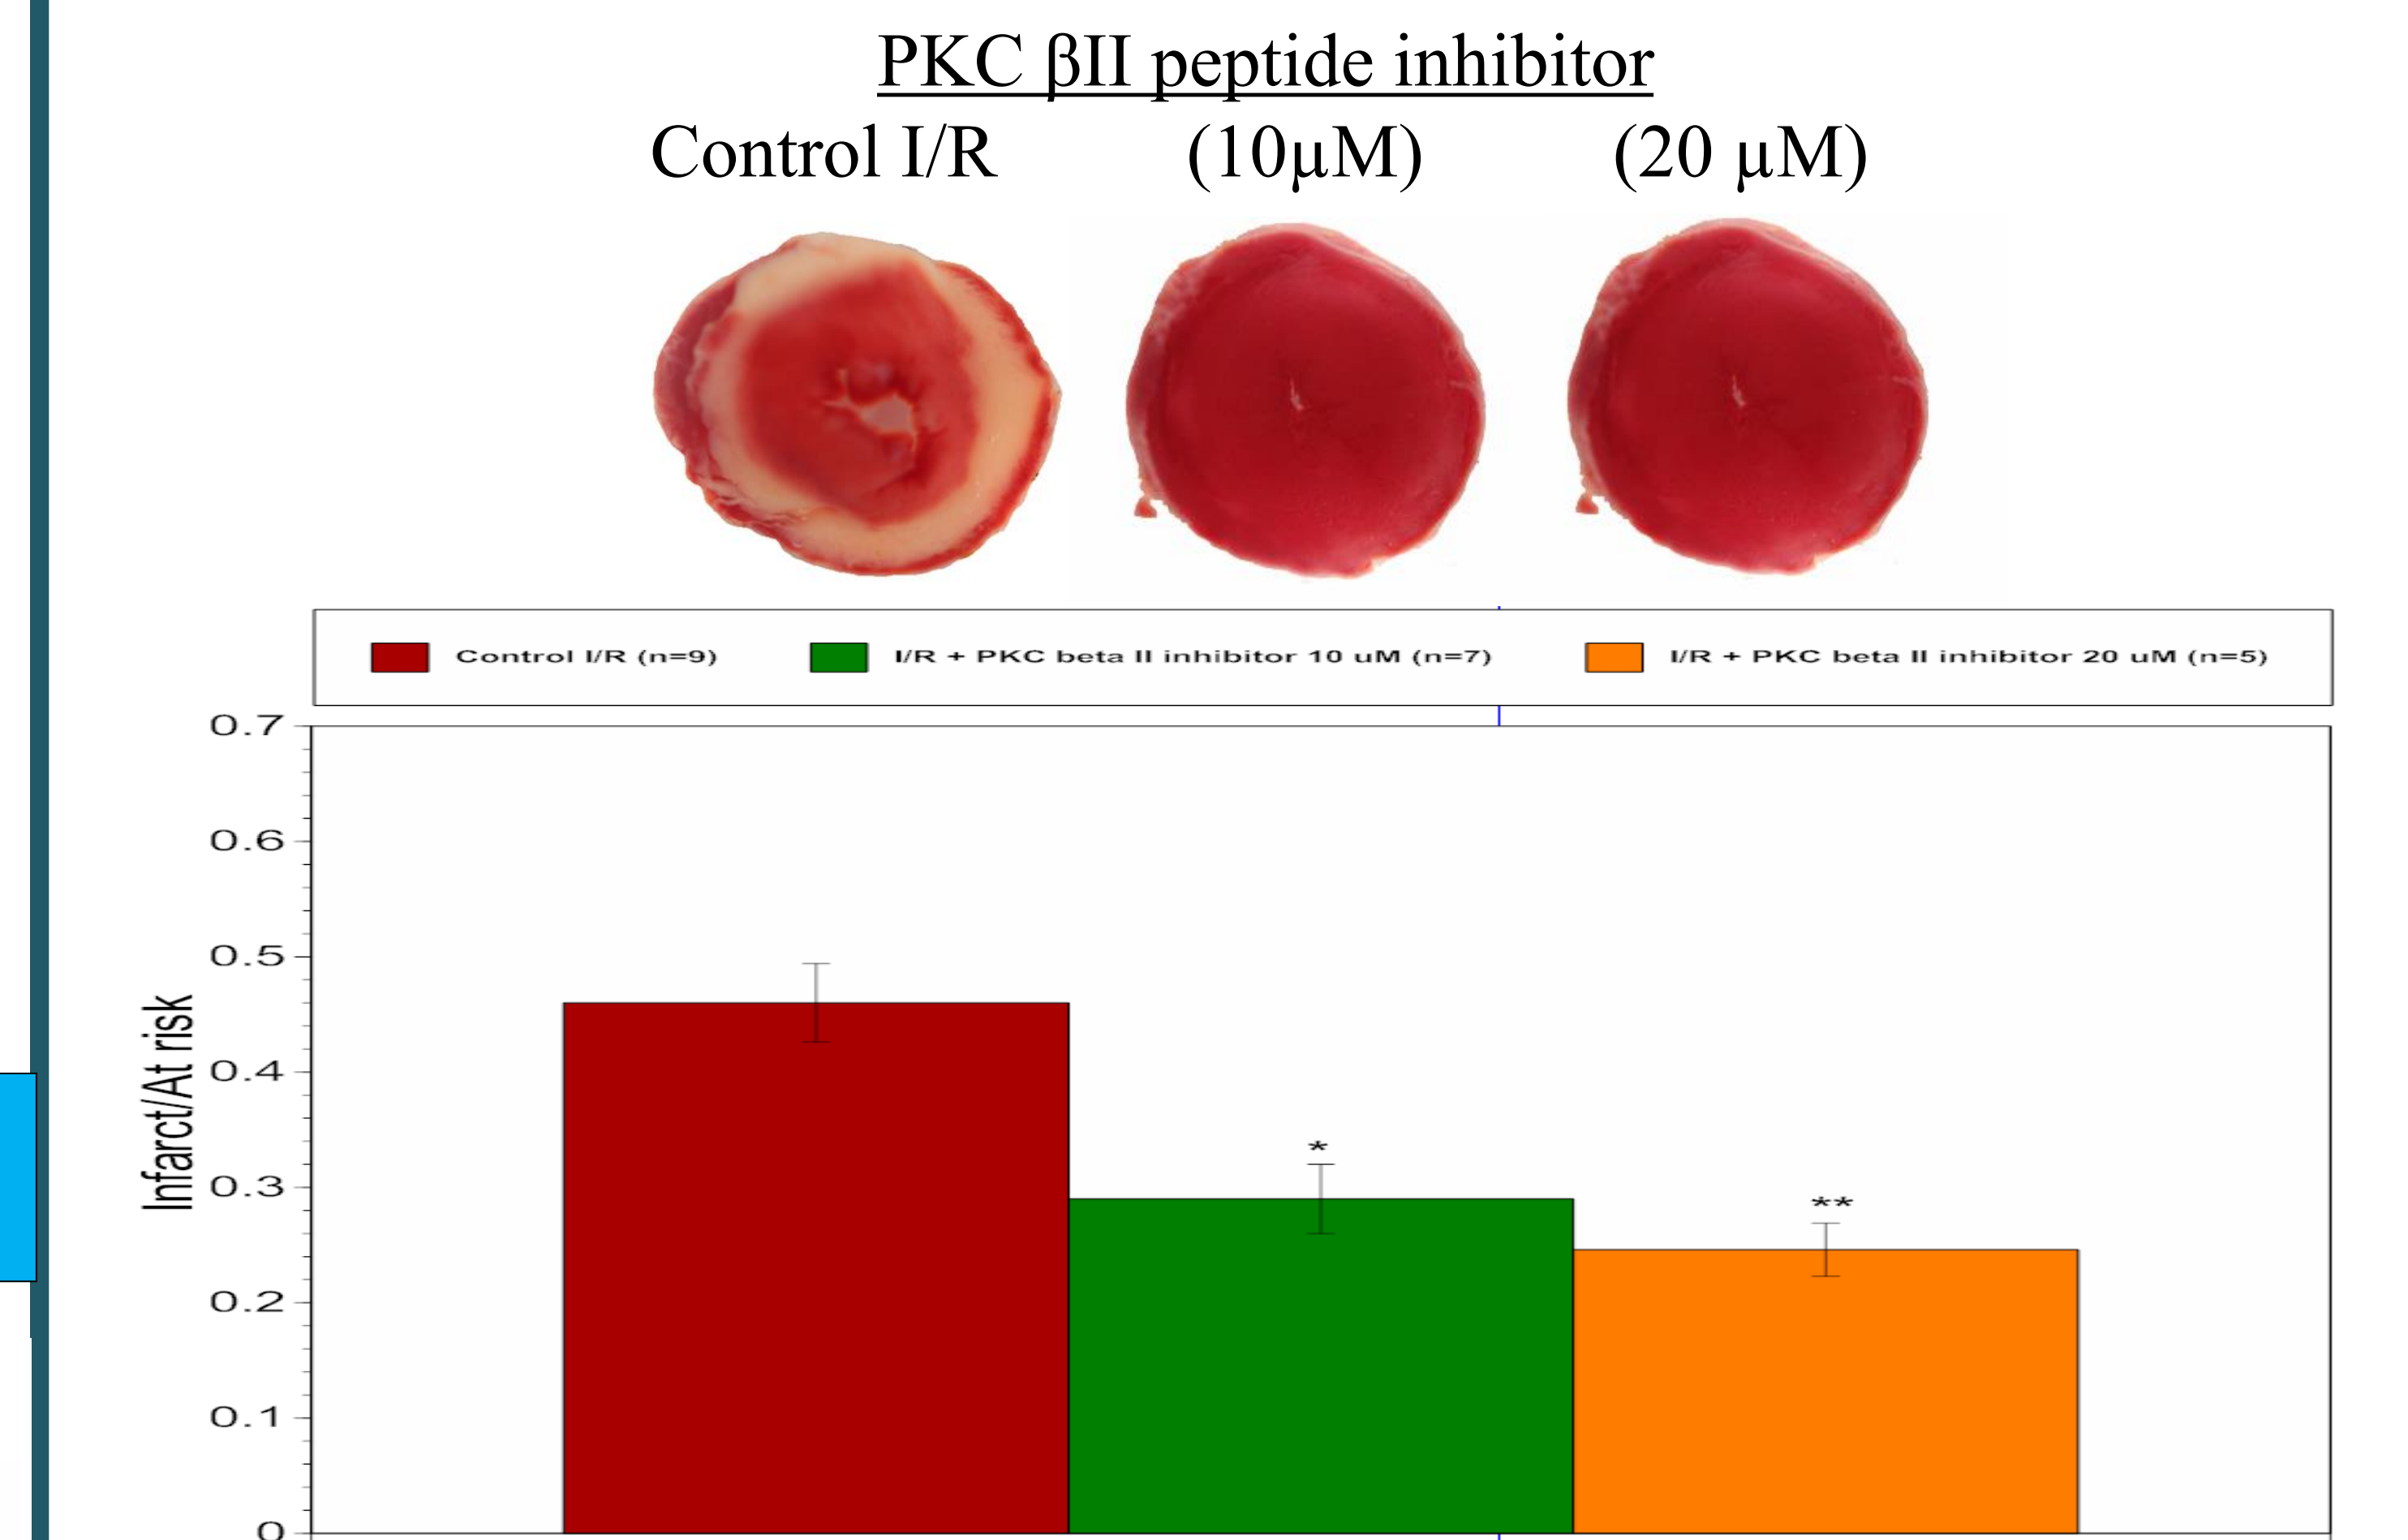 PKC βII peptide inhibitor
Control I/R (10μM) (20 μM)
Control I/R (n=9) I/R + PKC beta II inhibitor 10 uM (n=7) I/R + PKC beta II inhibitor 20 uM (n=5)
0.7
0.6
0.5
0.4
0.3
0.2
0.1
0
Infarct/At risk
*
**